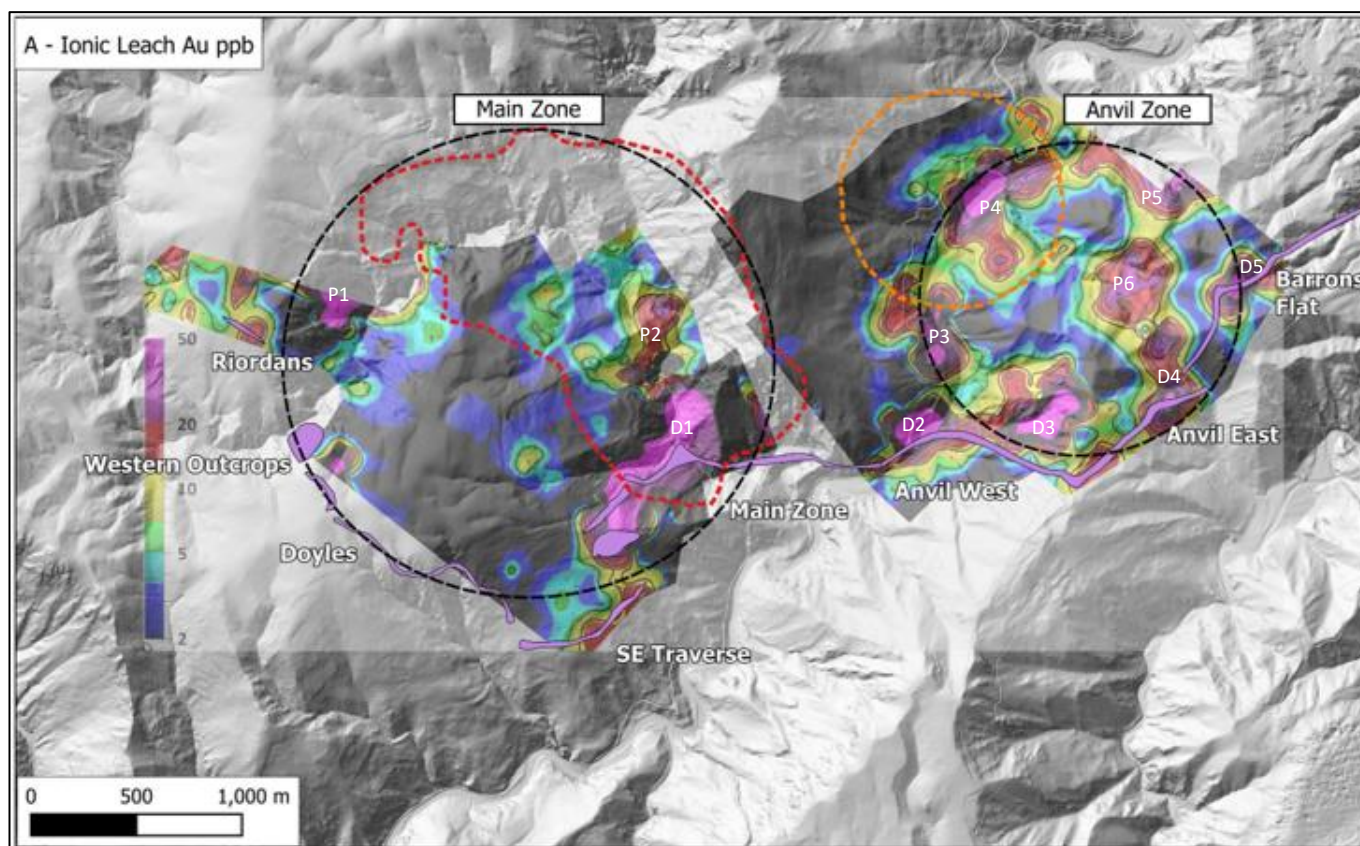 A - Ionic Leach Au ppb
Main Zone
Anvil Zone
P4
P5
D5
Barrons
Flat
P6
P1
P2
P3
Riordans
50
20
10
5
2
D4
D1
D2
D3
Anvil East
Western Outcrops
Anvil West
Main Zone
Doyles
SE Traverse
0 500 1,000 m